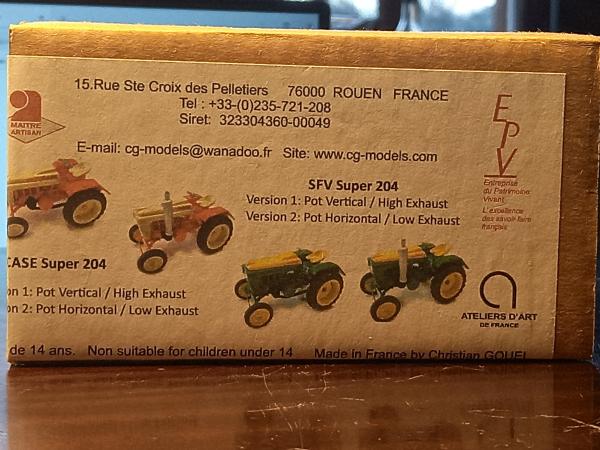 15.Rue Ste Croix des Pelletiers 76000 ROUEN FRANCE
Tel : +33-(0)235-721-208
Siret: 323304360-00049
MAITRE
ARTISAN
E-mail: cg-models@wanadoo.fr Site: www.cg-models.com
EPV
Entreprise
du Patrimoine
Vivant
L'excellence
des savoir-faire
français
SFV Super 204
Version 1: Pot Vertical / High Exhaust
Version 2: Pot Horizontal / Low Exhaust
CASE Super 204
on 1: Pot Vertical / High Exhaust
on 2: Pot Horizontal / Low Exhaust
ATELIERS D'ART
DE FRANCE
de 14 ans. Non suitable for children under 14 Made in France by Christian GOUEL